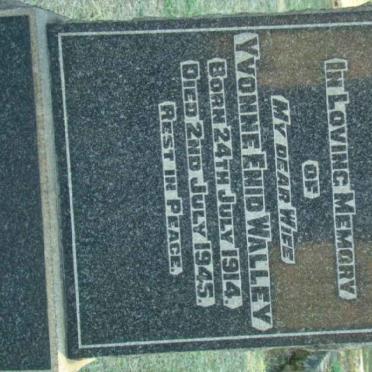 IN LOVING MEMORY
OF
MY DEAR WIFE
YVONNE ENID WALLEY
BORN 24TH JULY 1914.
DIED 2ND JULY 1945.
REST IN PEACE.